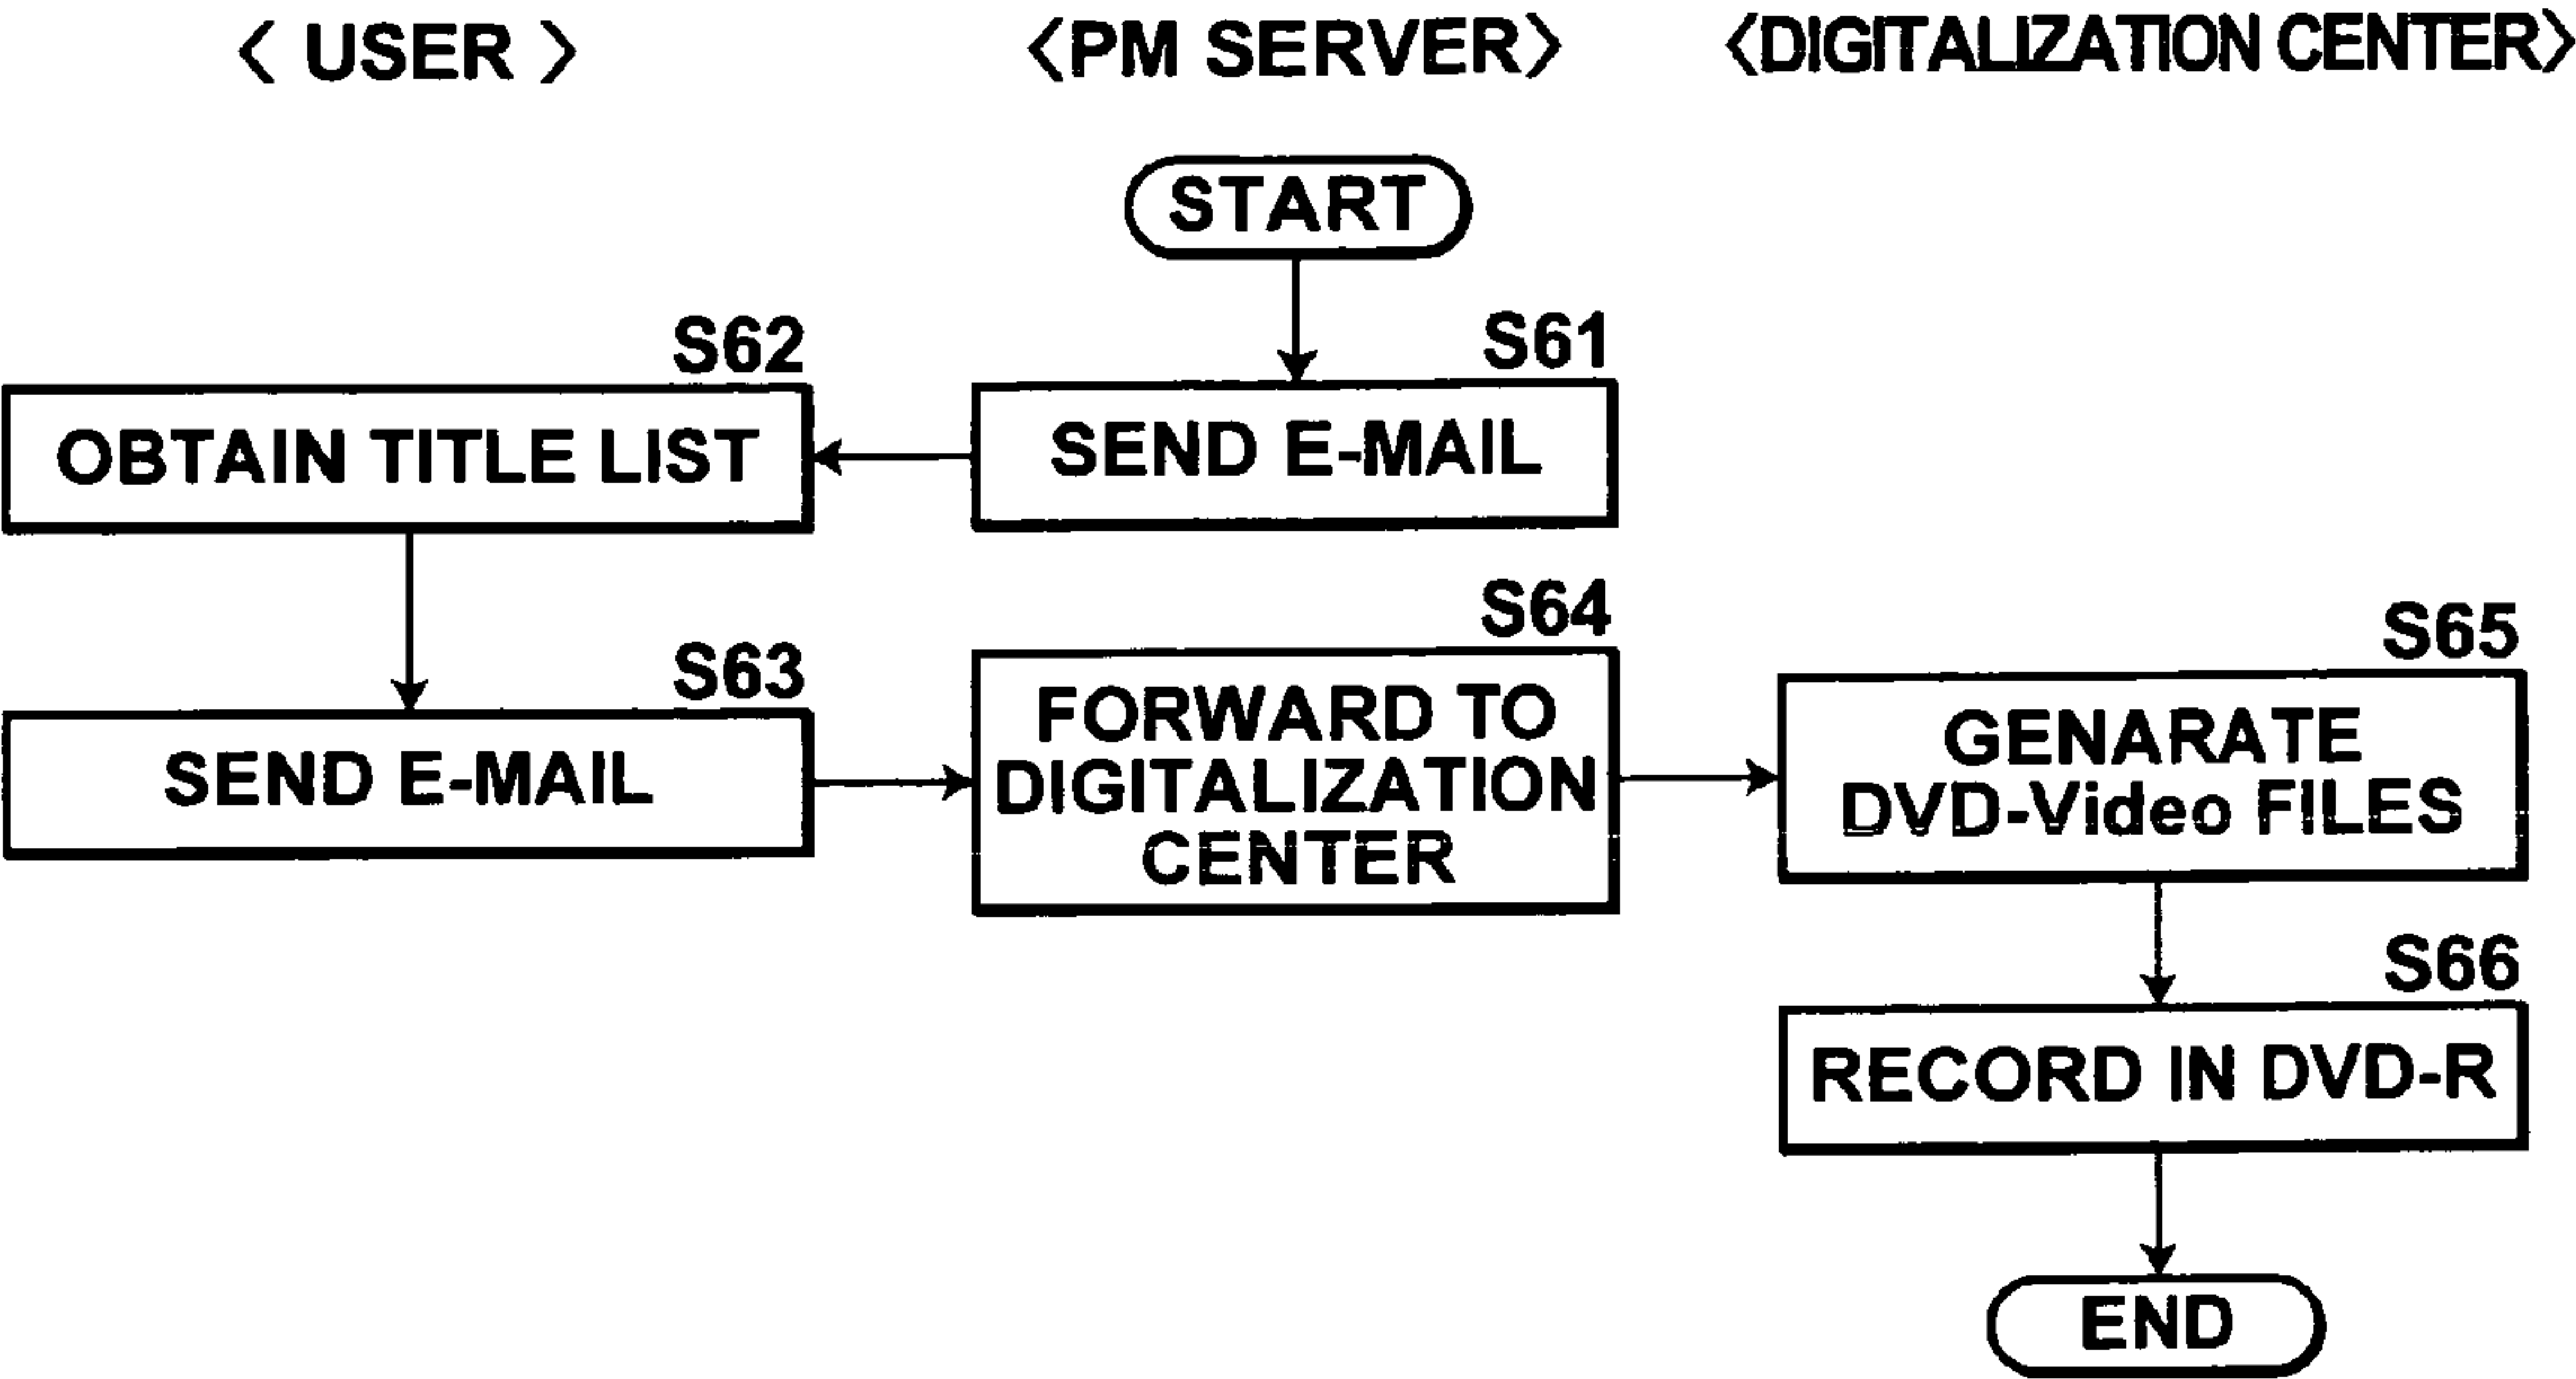 < USER >
<PM SERVER>
<DIGITALIZATION CENTER>
START
S61
SEND E-MAIL
S62
OBTAIN TITLE LIST
S63
SEND E-MAIL
S64
FORWARD TO
DIGITALIZATION
CENTER
S65
GENARATE
DVD-Video FILES
S66
RECORD IN DVD-R
END